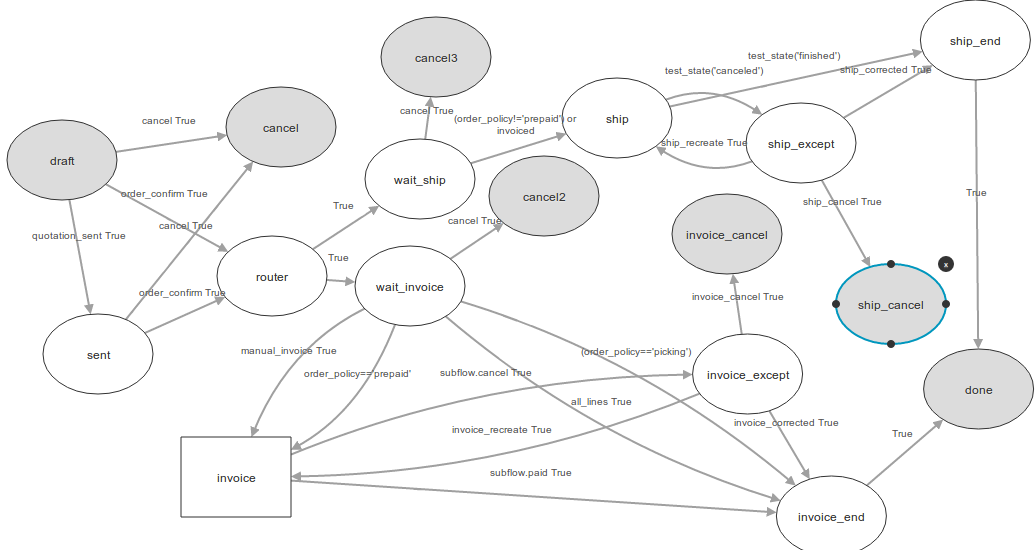 ship_end
cancel3
test_state('finished')
test_state('canceled')
ship_corrected True
cancel True
cancel True
(order_policy!='prepaid') or
invoiced
ship
cancel
draft
ship_recreate True
ship_except
wait_ship
order_confirm True
cancel2
True
True
ship_cancel True
cancel True
cancel True
quotation_sent True
invoice_cancel
x
True
router
wait_invoice
order_confirm True
invoice_cancel True
ship_cancel
sent
manual_invoice True
(order_policy=='picking')
order_policy=='prepaid'
subflow.cancel True
invoice_except
done
all_lines True
invoice_corrected True
invoice_recreate True
True
subflow.paid True
invoice
invoice_end